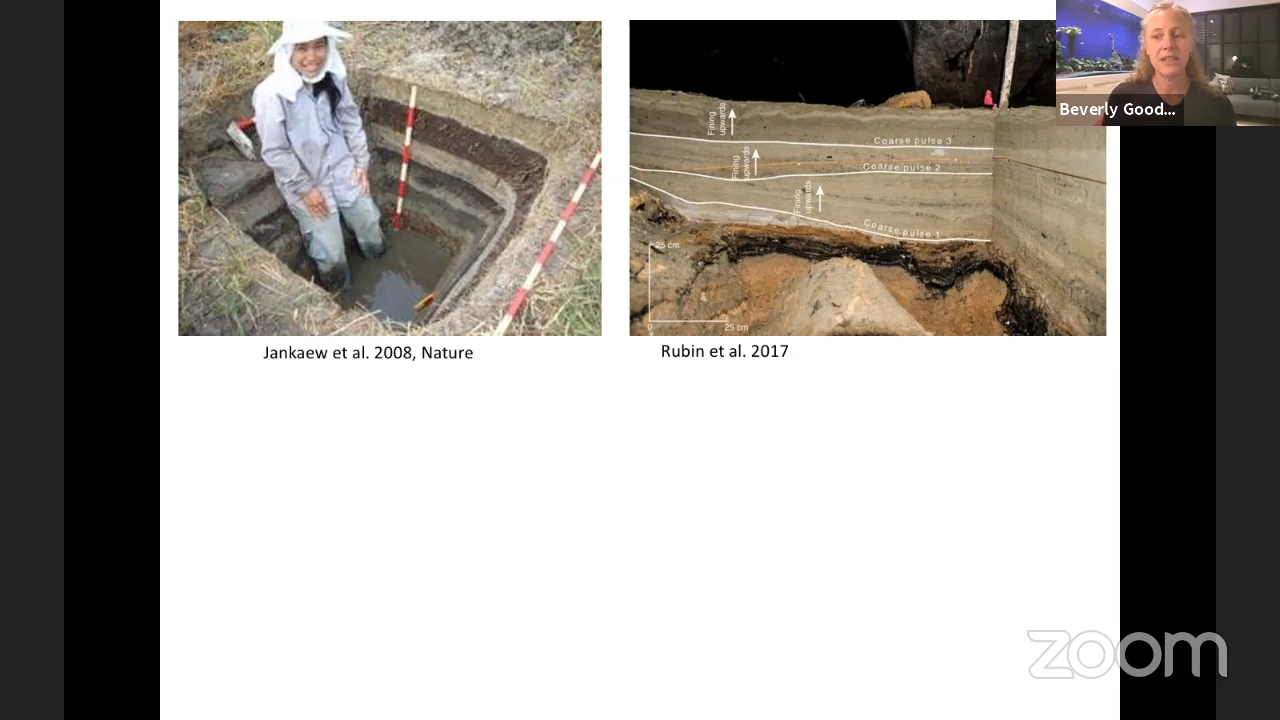 Beverly Good...
Fining
upwards
Coarse pulse 3
Fining
upwards
Coarse pulse 2
Fining
upwards
Coarse pulse 1
25 cm
0
25 cm
Jankaew et al. 2008, Nature
Rubin et al. 2017
zoom